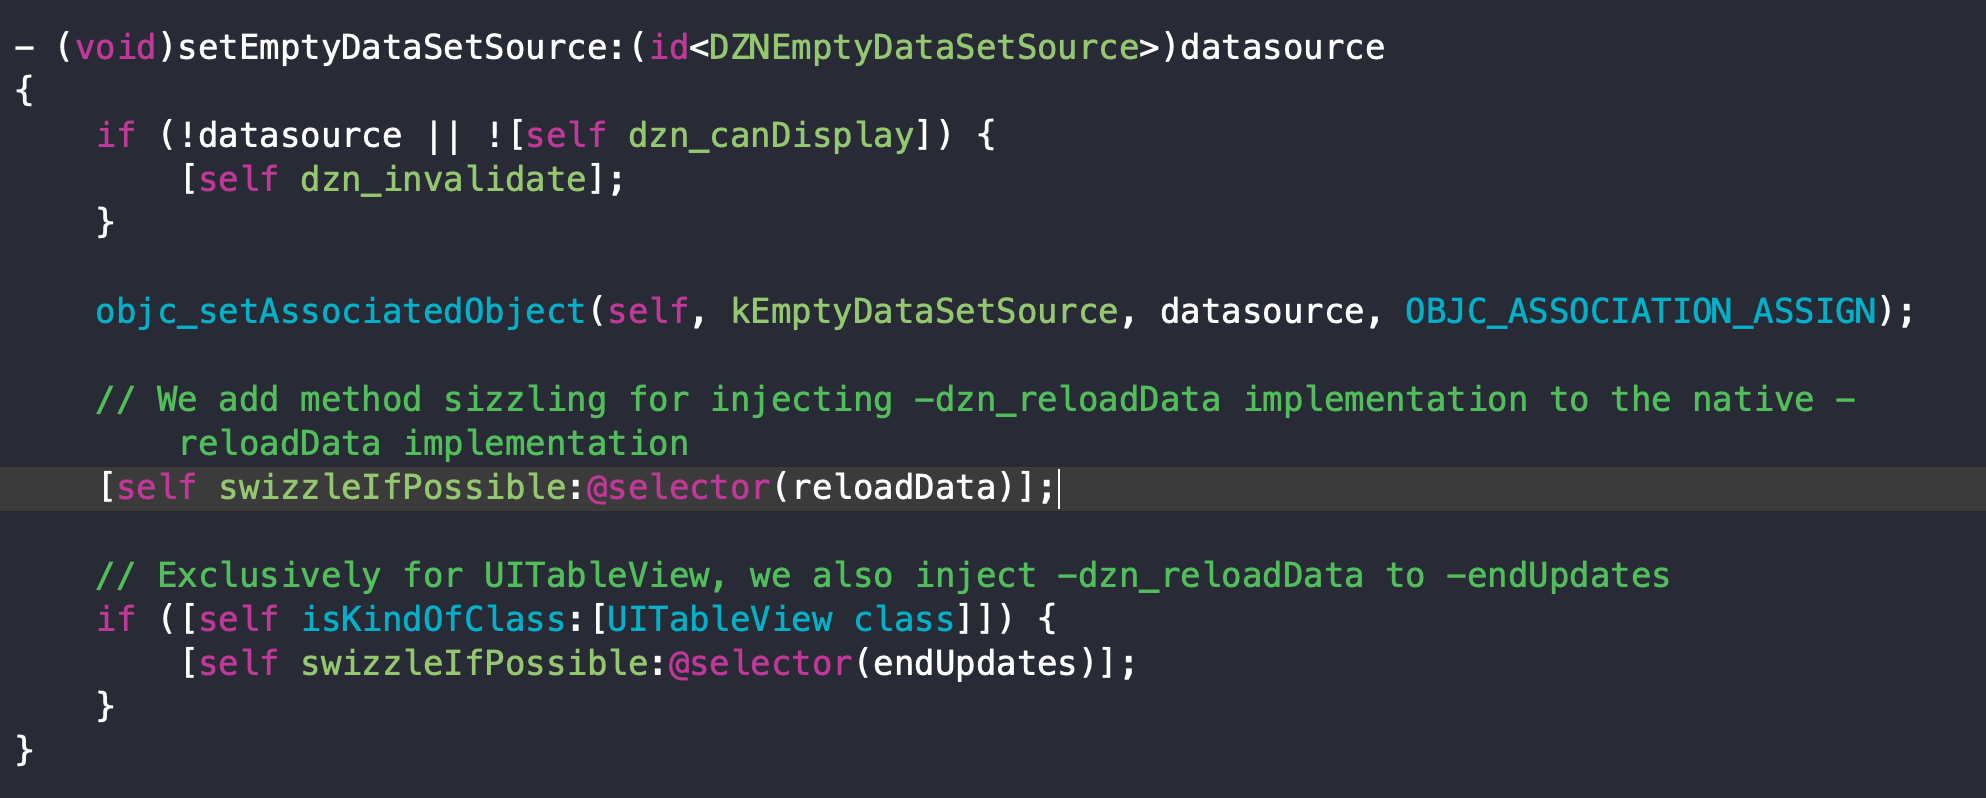 - (void)setEmptyDataSetSource:(id<DZNEmptyDataSetSource>)datasource
{
    if (!datasource || ![self dzn_canDisplay]) {
        [self dzn_invalidate];
    }
    objc_setAssociatedObject(self, kEmptyDataSetSource, datasource, OBJC_ASSOCIATION_ASSIGN);
    // We add method sizzling for injecting -dzn_reloadData implementation to the native -
        reloadData implementation
    [self swizzleIfPossible:@selector(reloadData)];
    // Exclusively for UITableView, we also inject -dzn_reloadData to -endUpdates
    if ([self isKindOfClass:[UITableView class]]) {
        [self swizzleIfPossible:@selector(endUpdates)];
    }
}